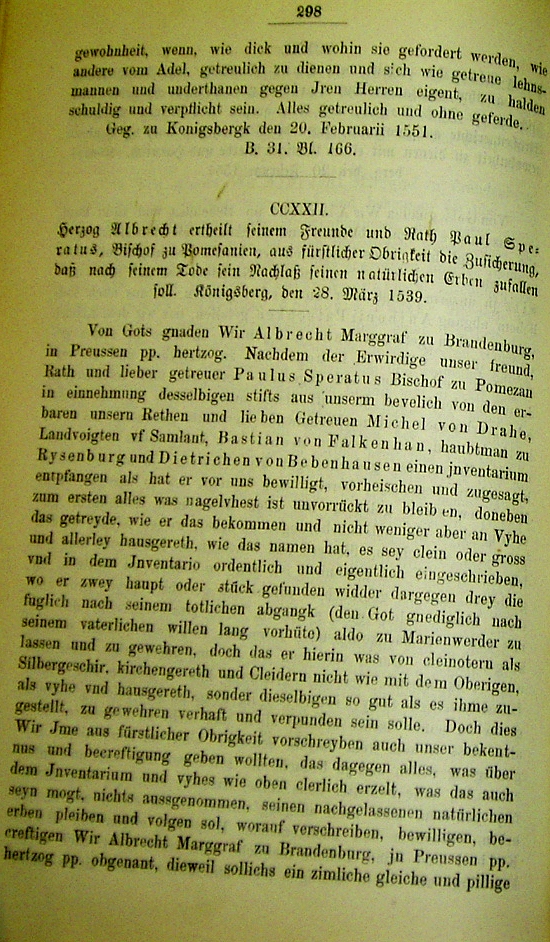 298
gewohnheit, wenn, wie dick und wohin sie gefordert werden, wie
andere vom Adel, getreulich zu dienen und sich wie getreue lehns-
mannen und underthanen gegen Jren Herren eigent, zu halden
schuldig und verpflicht sein. Alles getreulich und ohne geferde.
Geg. zu Konigsbergk den 20. Februarii 1551.
B. 31. Bl. 166.
CCXXII.
Herzog Albrecht ertheilt seinem Freunde und Rath Paul Spe-
ratus, Bischof zu Pomesanien, aus fürstlicher Obrigkeit die Zusicherung,
daß nach seinem Tode sein Nachlaß seinen natürlichen Erben zufallen
soll. Königsberg, den 28. März 1539.
Von Gots gnaden Wir Albrecht Marggraf zu Brandenburg,
in Preussen pp. hertzog. Nachdem der Erwirdige unser freund,
Rath und lieber getreuer Paulus Speratus Bischof zu Pomezan
in einnehmung desselbigen stifts aus unserm bevelich von den er-
baren unsern Rethen und lieben Getreuen Michel von Drahe,
Landvoigten vf Samlant, Bastian von Falkenhan, haubtman zu
Rysenburg und Dietrichen von Bebenhausen einen jnventarium
entpfangen als hat er vor uns bewilligt, vorheischen und zugesagt,
zum ersten alles was nagelvhest ist unvorrückt zu bleiben, doneben
das getreyde, wie er das bekommen und nicht weniger aber an Vyhe
und allerley hausgereth, wie das namen hat, es sey clein oder gross
vnd in dem Jnventario ordentlich und eigentlich eingeschrieben,
wo er zwey haupt oder stück gefunden widder dargegen drey die
fuglich nach seinem totlichen abgangk (den Got gnediglich nach
seinem vaterlichen willen lang vorhüte) aldo zu Marienwerder zu
lassen und zu gewehren, doch das er hierin was von cleinotern als
Silbergeschir, kirchengereth und Cleidern nicht wie mit dem Oberigen,
als vyhe vnd hausgereth, sonder dieselbigen so gut als es ihme zu-
gestellt, zu gewehren verhaft und verpunden sein solle. Doch dies
Wir Jme aus fürstlicher Obrigkeit vorschreyben auch unser bekent-
nus und becreftigung geben wollten, das dagegen alles, was über
dem Jnventarium und vyhes wie oben clerlich erzelt, was das auch
seyn mogt, nichts aussgenommen, seinen nachgelassenen natürlichen
erben pleiben und volgen sol, worauf verschreiben, bewilligen, be-
creftigen Wir Albrecht Marggraf zu Brandenburg, jn Preussen pp.
hertzog pp. obgenant, dieweil sollichs ein zimliche gleiche und pillige